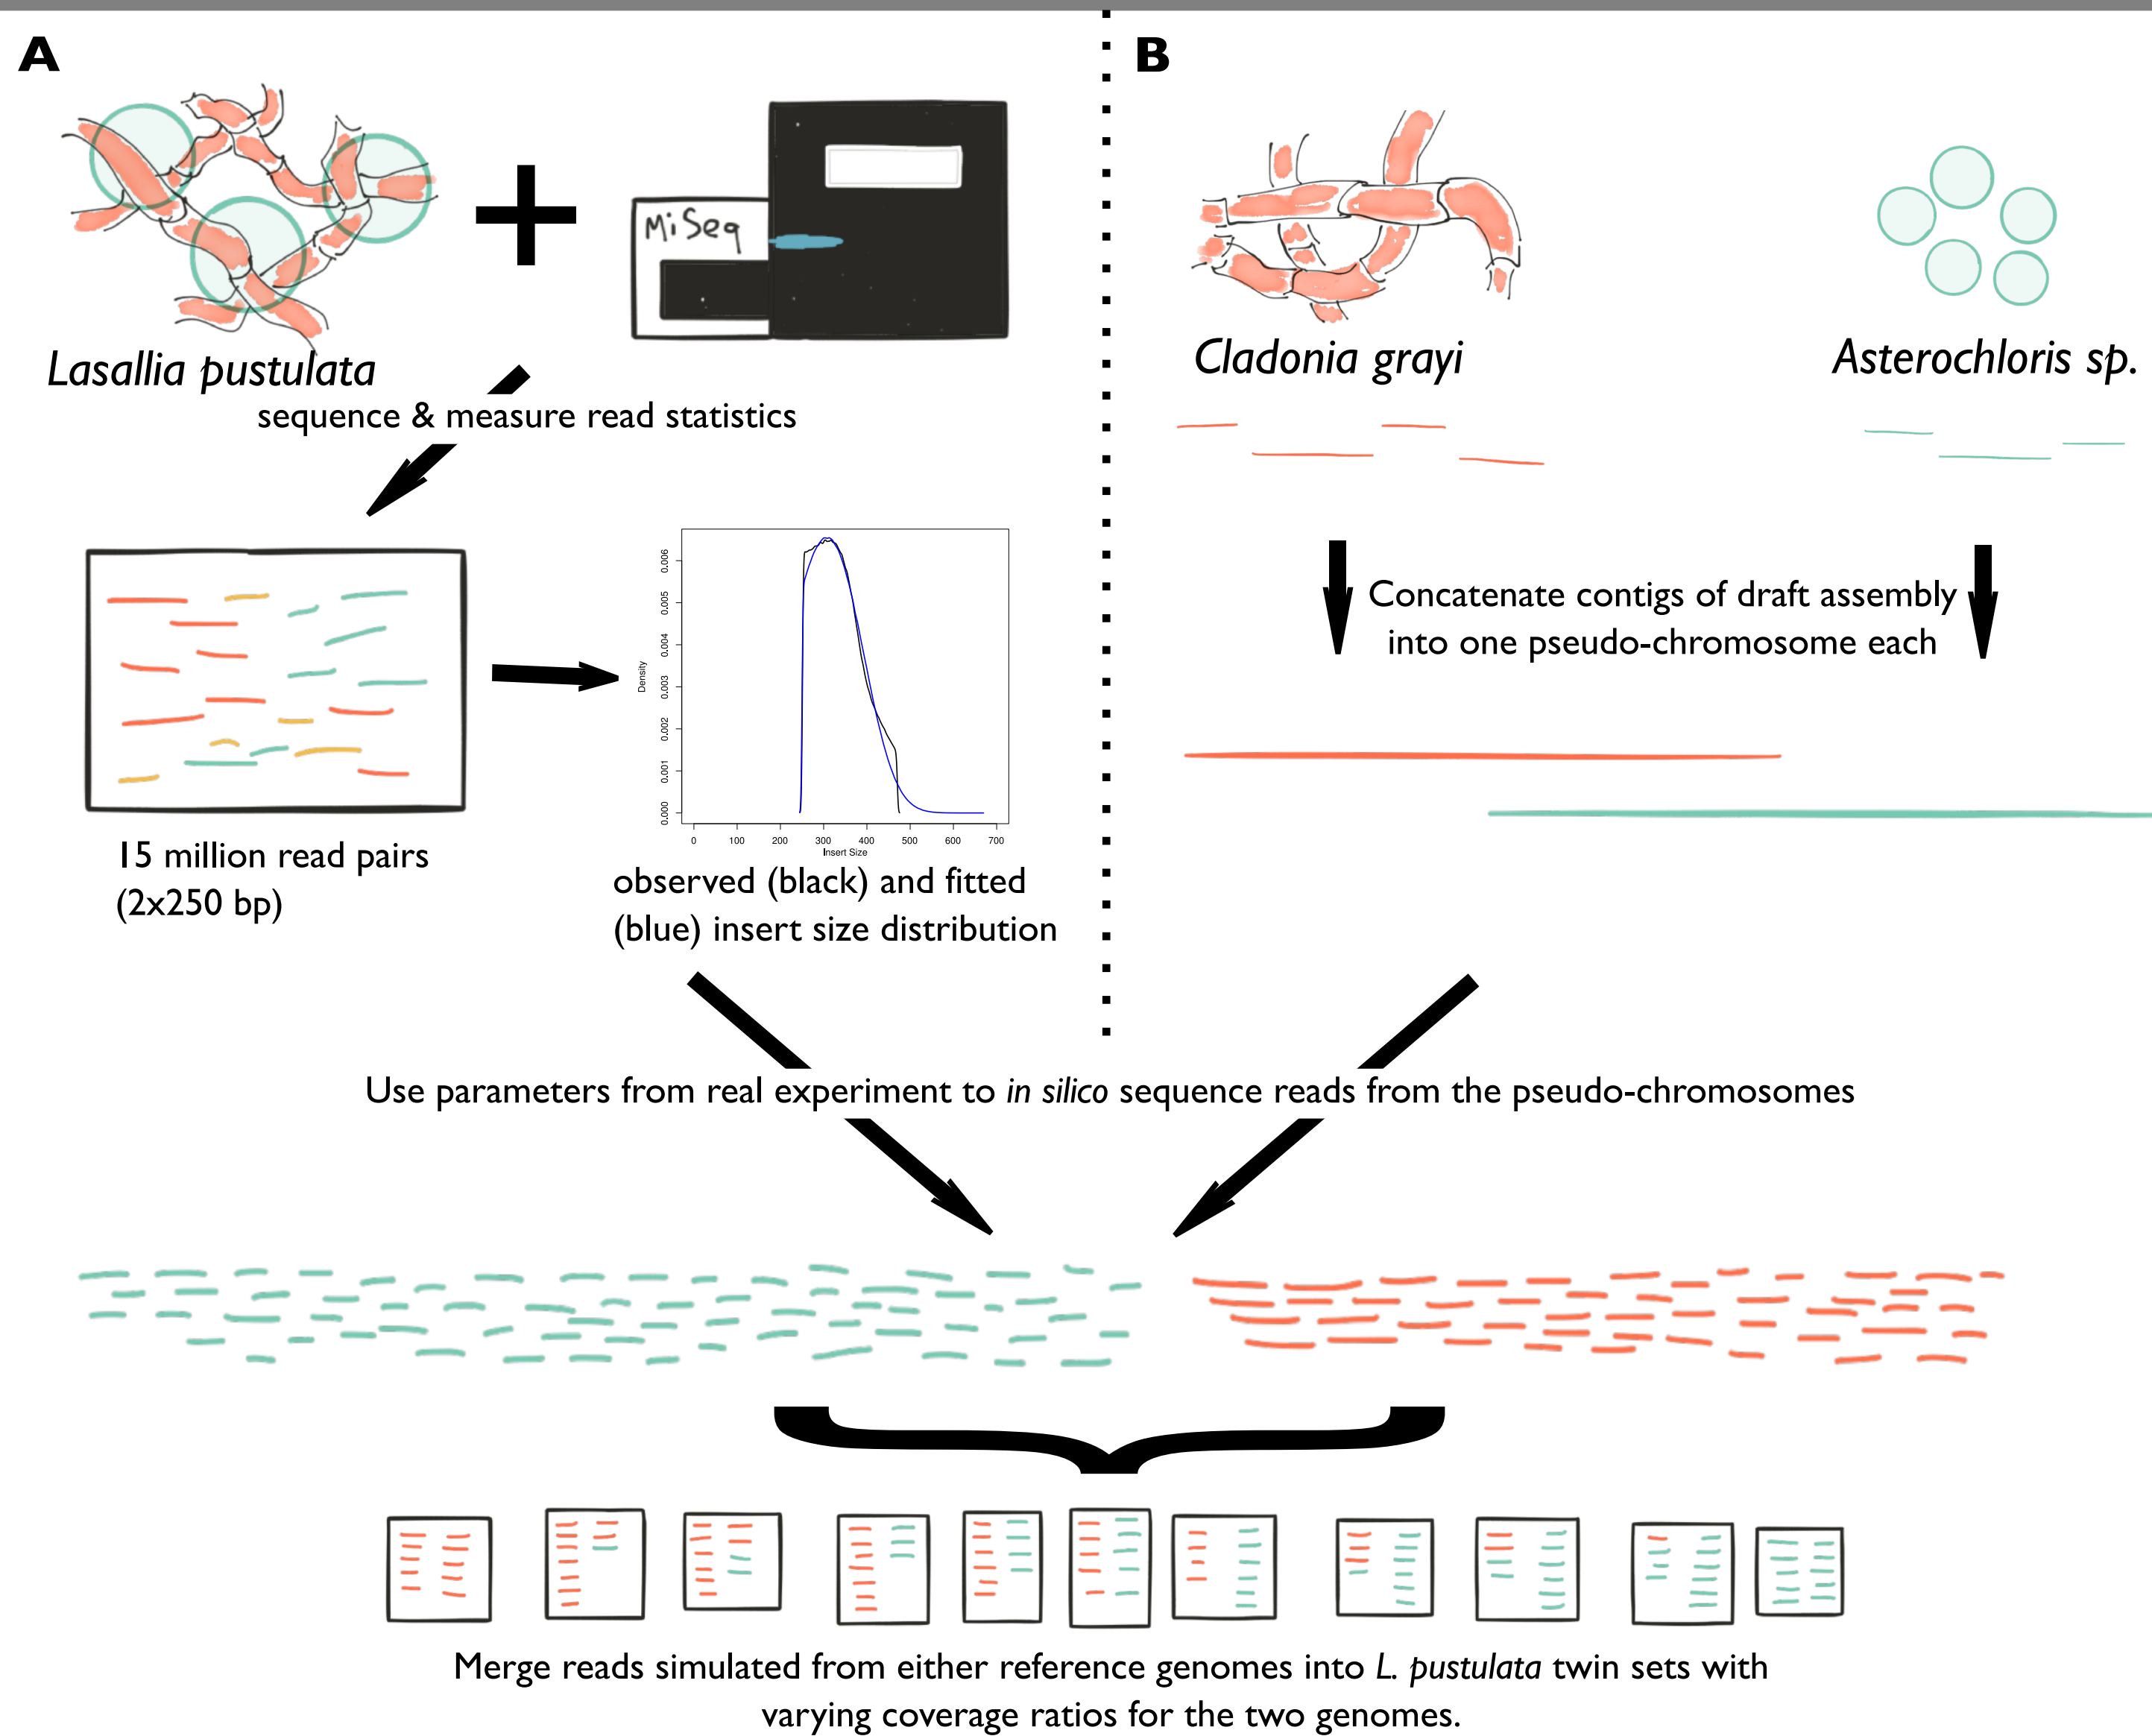 A
B
MiSeq
Lasallia pustulata
Cladonia grayi
Asterochloris sp.
sequence & measure read statistics
Concatenate contigs of draft assembly
into one pseudo-chromosome each
0.000
0.001
0.002
0.003
0.004
0.005
0.006
Density
0
100
200
300
400
500
600
700
Insert Size
15 million read pairs
(2x250 bp)
observed (black) and fitted
(blue) insert size distribution
Use parameters from real experiment to in silico sequence reads from the pseudo-chromosomes
Merge reads simulated from either reference genomes into L. pustulata twin sets with
varying coverage ratios for the two genomes.